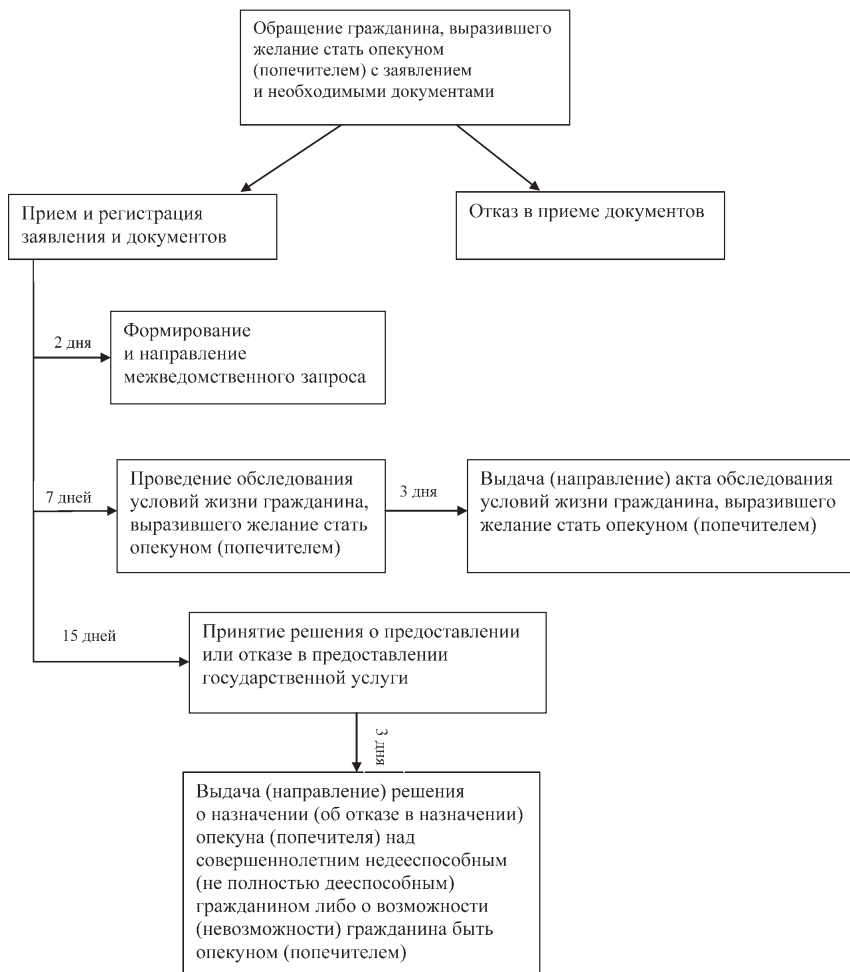 Обращение гражданина, выразившего
желание стать опекуном
(попечителем) с заявлением
и необходимыми документами
Прием и регистрация
заявления и документов
Отказ в приеме документов
2 дня
Формирование
и направление
межведомственного запроса
7 дней
Проведение обследования
условий жизни гражданина,
выразившего желание стать
опекуном (попечителем)
3 дня
Выдача (направление) акта обследования
условий жизни гражданина, выразившего
желание стать опекуном (попечителем)
15 дней
Принятие решения о предоставлении
или отказе в предоставлении
государственной услуги
3 дня
Выдача (направление) решения
о назначении (об отказе в назначении)
опекуна (попечителя) над
совершеннолетним недееспособным
(не полностью дееспособным)
гражданином либо о возможности
(невозможности) гражданина быть
опекуном (попечителем)